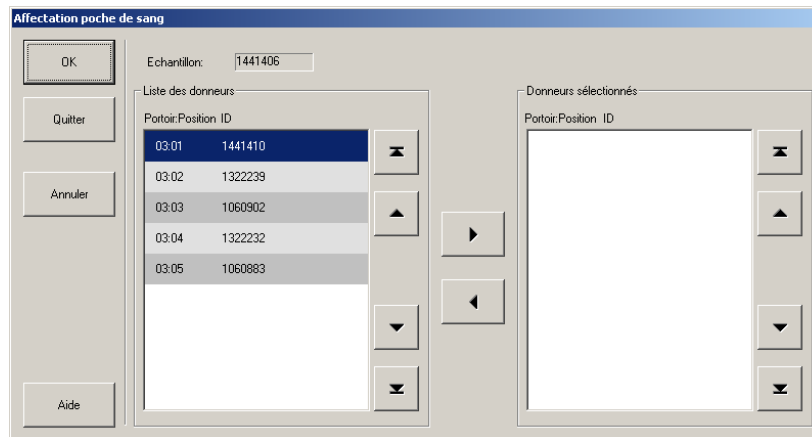 Affectation poche de sang
OK
Echantillon: 1441406
Quitter
Annuler
Aide
Liste des donneurs
Portoir:Position ID
03:01 1441410
03:02 1322239
03:03 1060902
03:04 1322232
03:05 1060883
Donneurs sélectionnés
Portoir:Position ID